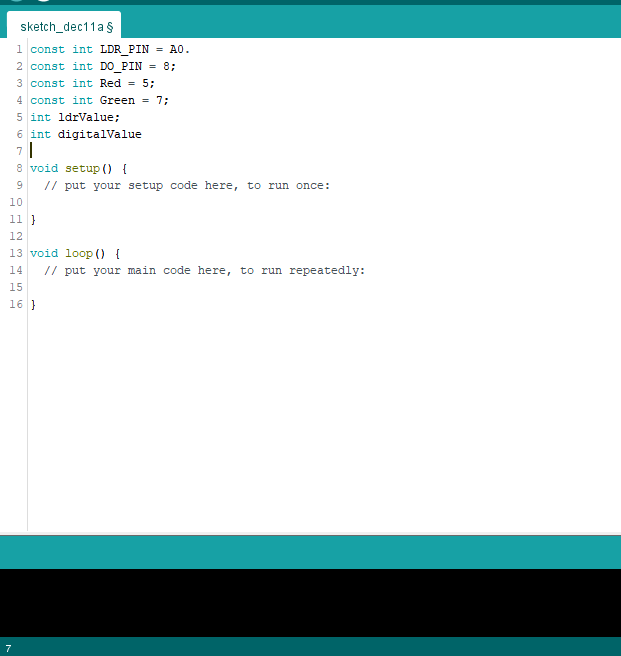 sketch_dec11a §
1 const int LDR_PIN = A0.
2 const int DO_PIN = 8;
3 const int Red = 5;
4 const int Green = 7;
5 int ldrValue;
6 int digitalValue
7
8 void setup() {
9 // put your setup code here, to run once:
10
11 }
12
13 void loop() {
14 // put your main code here, to run repeatedly:
15
16 }
7